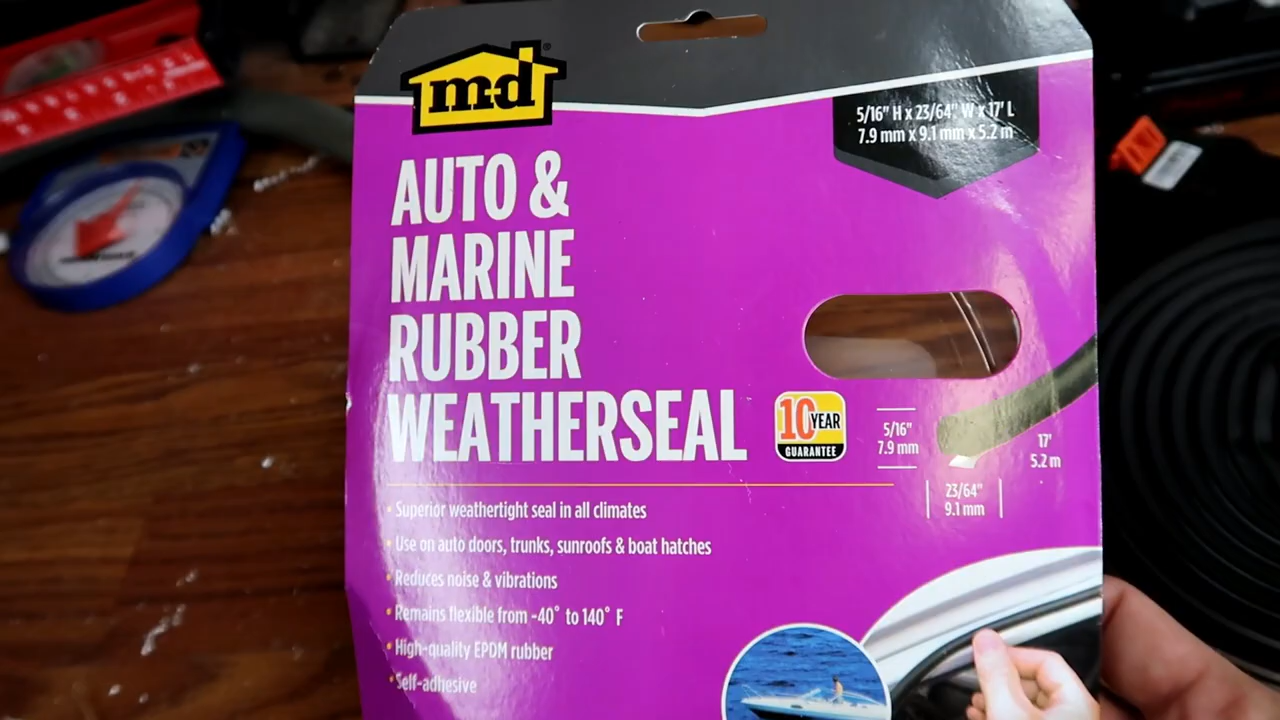 m-d®
5/16" H x 23/64" W x 17' L
7.9 mm x 9.1 mm x 5.2 m
AUTO &
MARINE
RUBBER
WEATHERSEAL
10 YEAR
GUARANTEE
5/16"
7.9 mm
17'
5.2 m
23/64"
9.1 mm
• Superior weathertight seal in all climates
• Use on auto doors, trunks, sunroofs & boat hatches
• Reduces noise & vibrations
• Remains flexible from -40° to 140° F
• High-quality EPDM rubber
• Self-adhesive